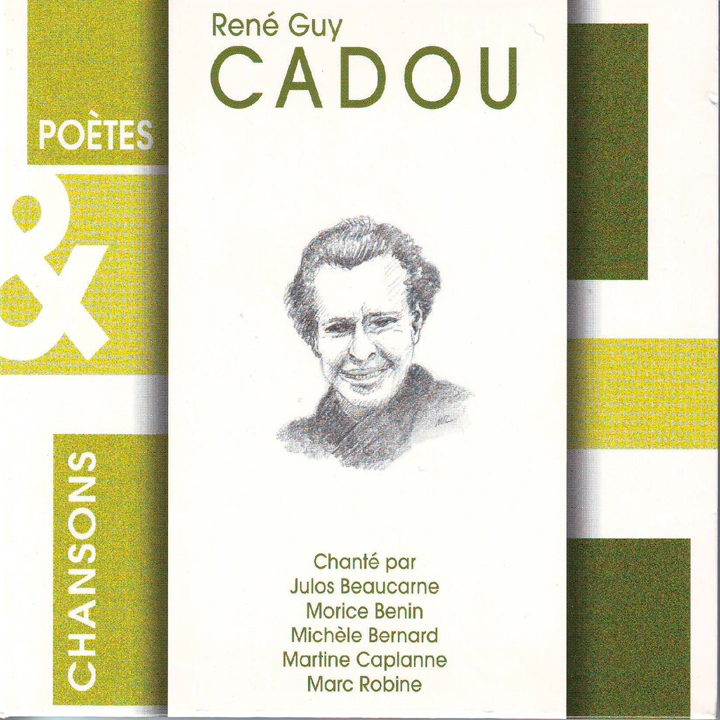 René Guy
CADOU
POÈTES
&
CHANSONS
Chanté par
Julos Beaucarne
Morice Benin
Michèle Bernard
Martine Caplanne
Marc Robine